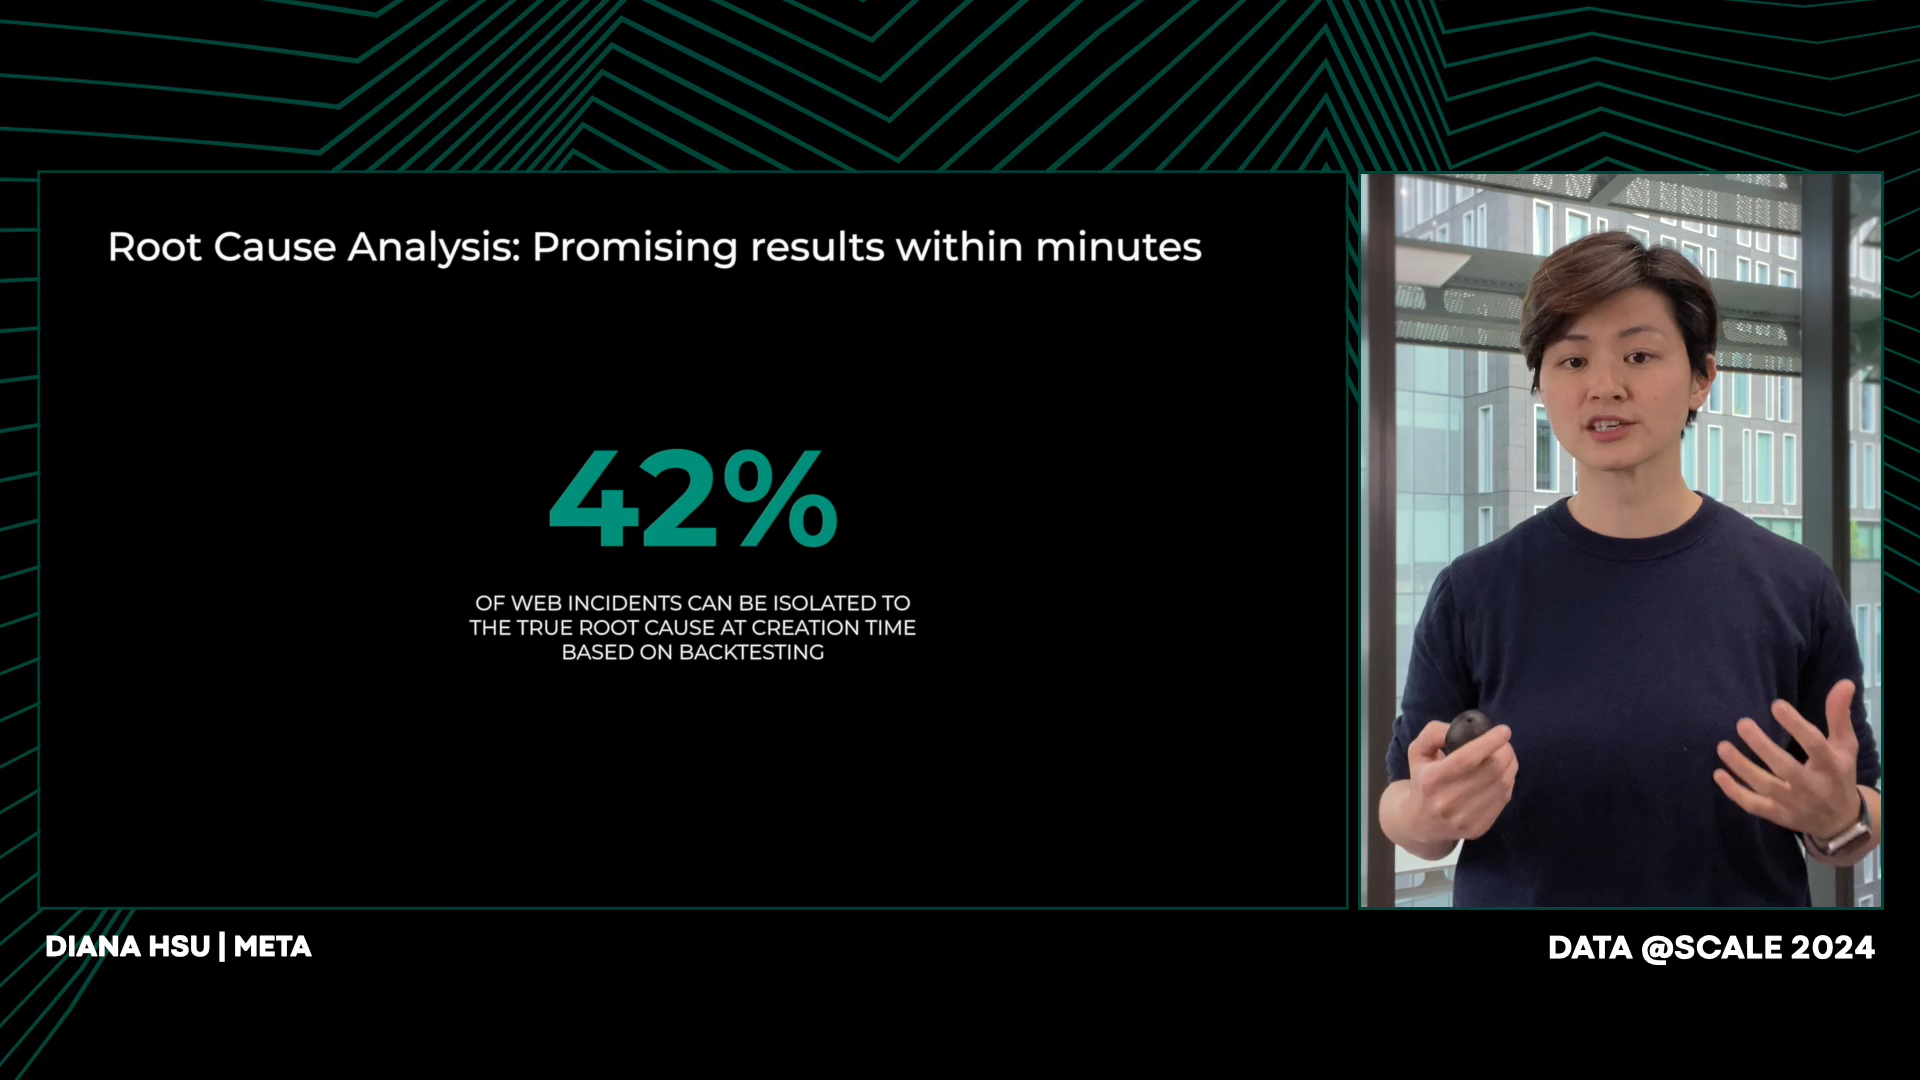 Root Cause Analysis: Promising results within minutes
42%
OF WEB INCIDENTS CAN BE ISOLATED TO
THE TRUE ROOT CAUSE AT CREATION TIME
BASED ON BACKTESTING
DIANA HSU | META
DATA @SCALE 2024